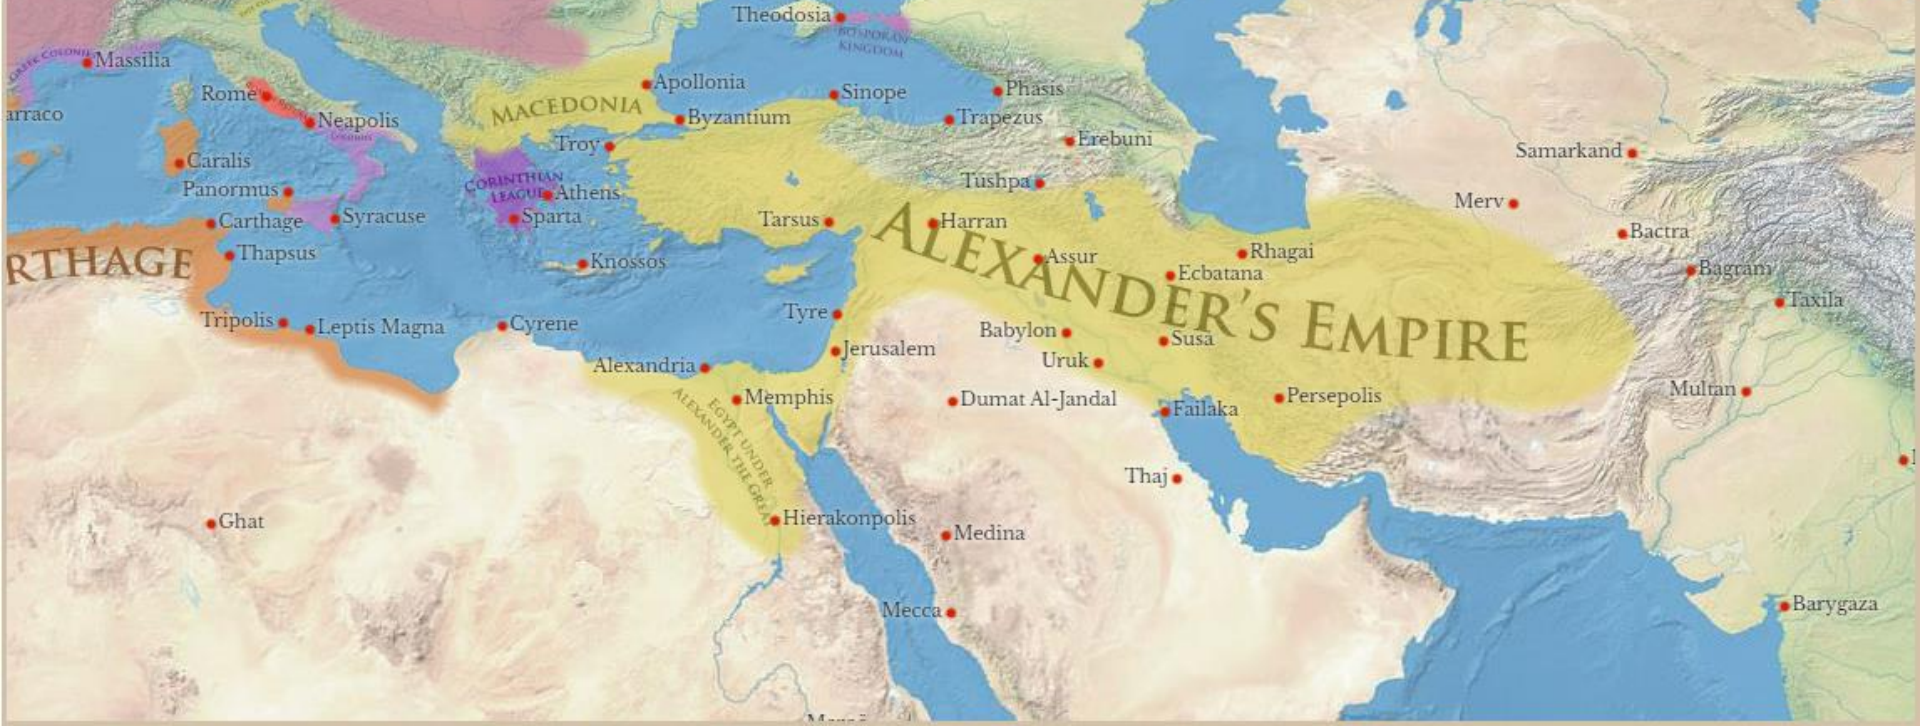 Theodosia
BOSPORAN
KINGDOM
GREEK COLONIES
Massilia
Rome
Apollonia
Sinope
Phasis
MACEDONIA
arraco
Neapolis
Byzantium
Trapezus
COLONIES
Troy
Erebuni
Samarkand
Caralis
Panormus
CORINTHIAN
LEAGUE
Athens
Tushpa
Merv
Carthage
Syracuse
Sparta
Tarsus
Harran
Bactra
RTHAGE
Thapsus
Knossos
Assur
Rhagai
Ecbatana
Bagram
ALEXANDER'S EMPIRE
Taxila
Tripolis
Leptis Magna
Cyrene
Tyre
Babylon
Susa
Alexandria
Jerusalem
Uruk
Memphis
Dumat Al-Jandal
Failaka
Persepolis
Multan
EGYPT UNDER
ALEXANDER THE GREAT
Thaj
Ghat
Hierakonpolis
Medina
Mecca
Barygaza